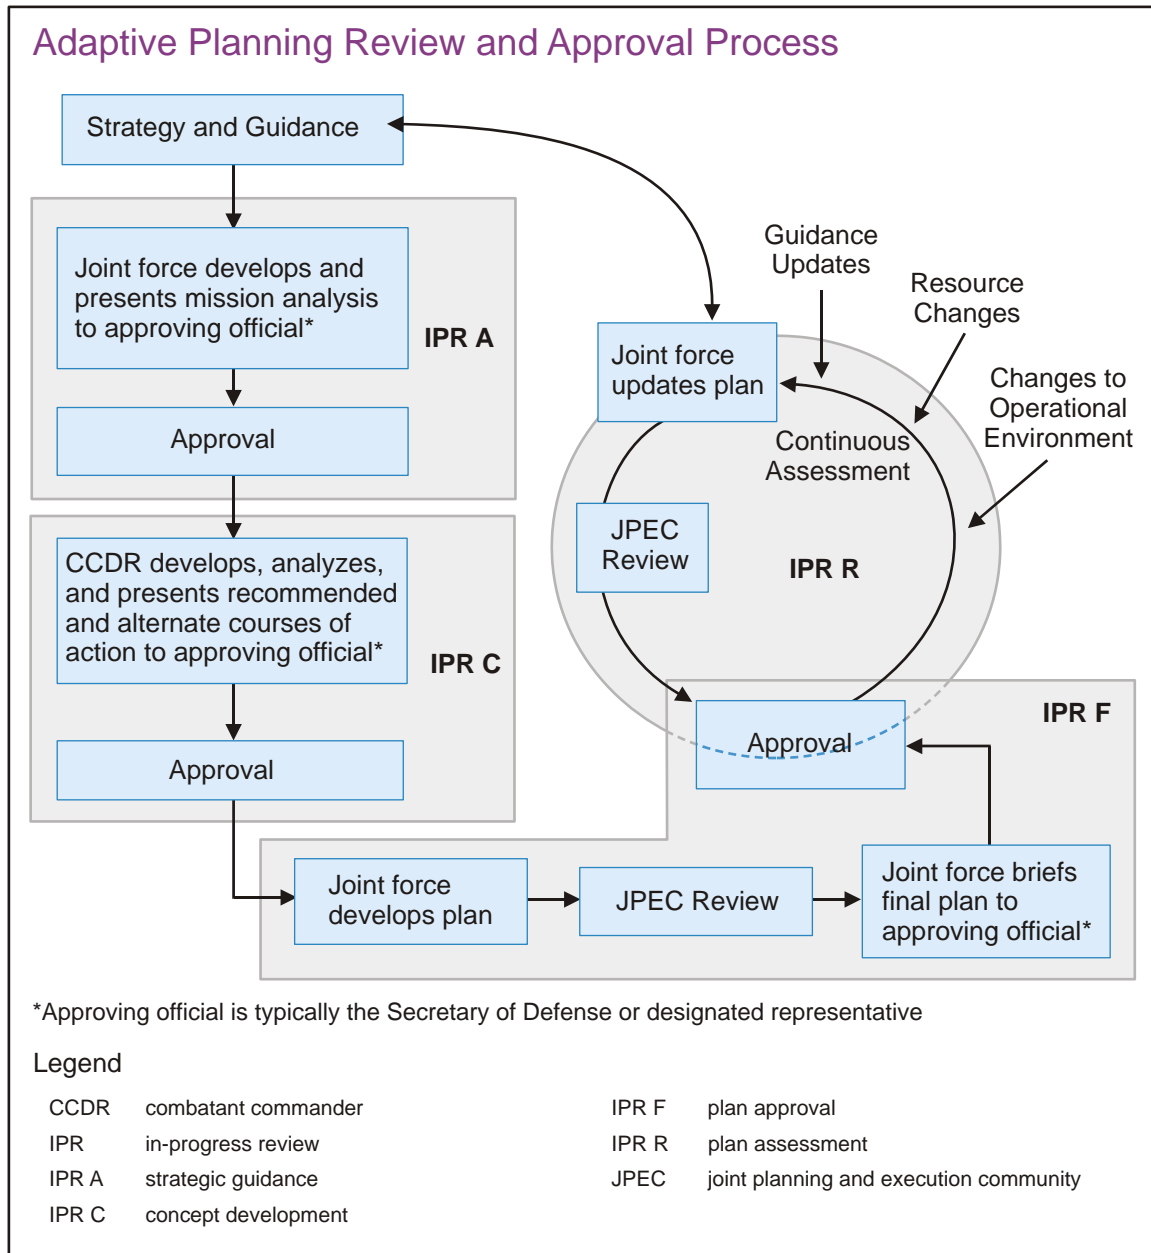 Adaptive Planning Review and Approval Process
Strategy and Guidance
Joint force develops and
presents mission analysis
to approving official*
IPR A
Approval
CCDR develops, analyzes,
and presents recommended
and alternate courses of
action to approving official*
IPR C
Approval
Guidance
Updates
Resource
Changes
Changes to
Operational
Environment
Joint force
updates plan
Continuous
Assessment
JPEC
Review
IPR R
IPR F
Approval
Joint force
develops plan
JPEC Review
Joint force briefs
final plan to
approving official*
*Approving official is typically the Secretary of Defense or designated representative
Legend
CCDR combatant commander
IPR in-progress review
IPR A strategic guidance
IPR C concept development
IPR F plan approval
IPR R plan assessment
JPEC joint planning and execution community